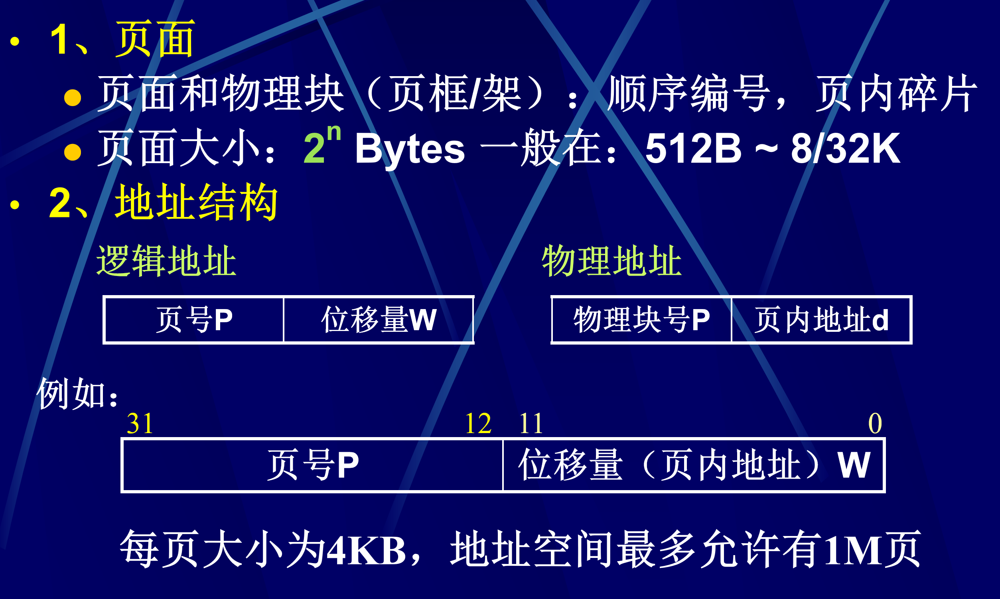 • 1、页面
● 页面和物理块（页框/架）：顺序编号，页内碎片
● 页面大小：2ⁿ Bytes 一般在：512B ~ 8/32K
• 2、地址结构
逻辑地址 物理地址
页号P 位移量W 物理块号P 页内地址d
例如：
31 12 11 0
页号P 位移量（页内地址）W
每页大小为4KB，地址空间最多允许有1M页